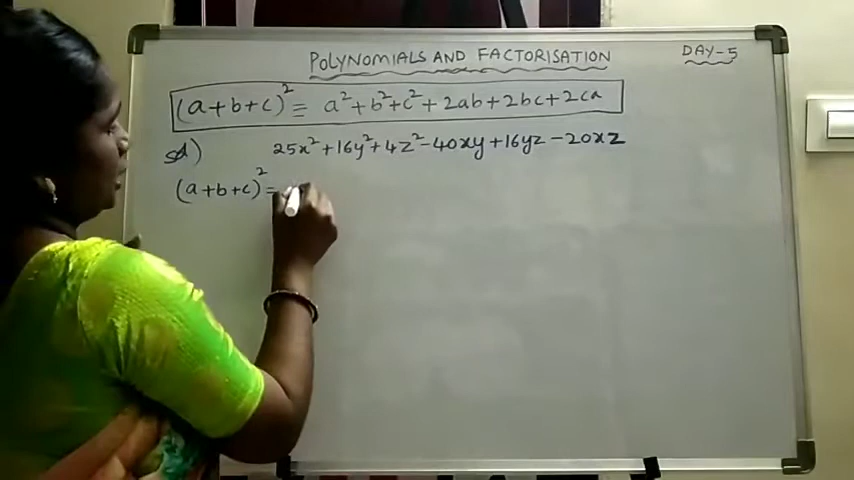 POLYNOMIALS AND FACTORISATION
DAY-5
(a+b+c)² = a²+b²+c²+2ab+2bc+2ca
25x²+16y²+4z²-40xy+16yz-20xz
(a+b+c)² =